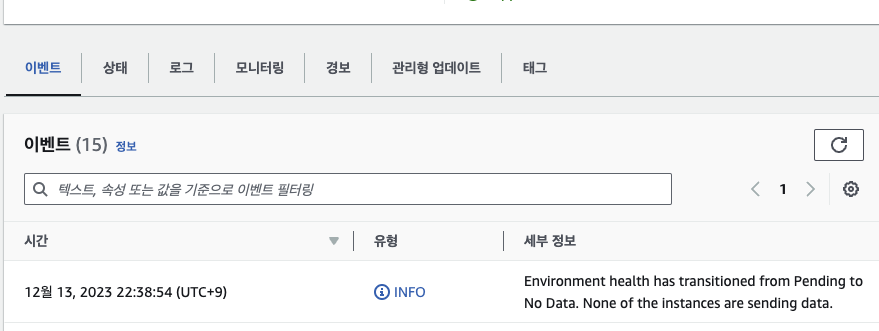 이벤트 상태 로그 모니터링 경보 관리형 업데이트 태그
이벤트 (15) 정보
텍스트, 속성 또는 값을 기준으로 이벤트 필터링 1
시간 유형 세부 정보
12월 13, 2023 22:38:54 (UTC+9) INFO Environment health has transitioned from Pending to
No Data. None of the instances are sending data.